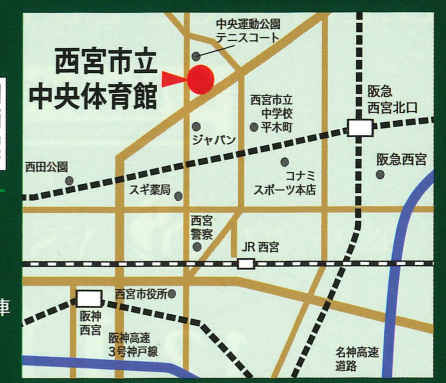 中央運動公園
テニスコート
西宮市立
中央体育館
西宮市立
中学校
平木町
阪急
西宮北口
ジャパン
コナミ
スポーツ本店
阪急西宮
西田公園
スギ薬局
西宮
警察
JR 西宮
西宮市役所
阪神
西宮
阪神高速
3号神戸線
名神高速
道路
車